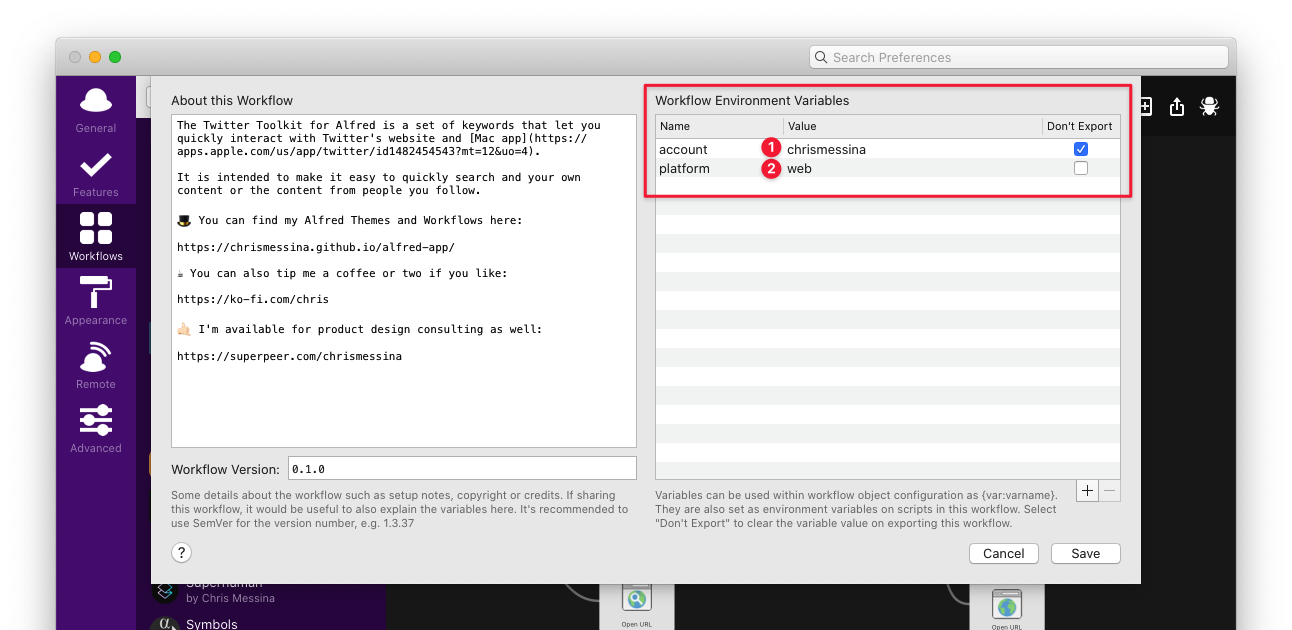 Search Preferences
General
Features
Workflows
Appearance
Remote
Advanced
About this Workflow
The Twitter Toolkit for Alfred is a set of keywords that let you
quickly interact with Twitter's website and [Mac app](https://
apps.apple.com/us/app/twitter/id1482454543?mt=12&uo=4).
It is intended to make it easy to quickly search and your own
content or the content from people you follow.
🎩 You can find my Alfred Themes and Workflows here:
https://chrismessina.github.io/alfred-app/
☕ You can also tip me a coffee or two if you like:
https://ko-fi.com/chris
🤙🏻 I'm available for product design consulting as well:
https://superpeer.com/chrismessina
Workflow Version: 0.1.0
Some details about the workflow such as setup notes, copyright or credits. If sharing
this workflow, it would be useful to also explain the variables here. It's recommended to
use SemVer for the version number, e.g. 1.3.37
?
Workflow Environment Variables
Name Value Don't Export
account 1 chrismessina
platform 2 web
+ −
Variables can be used within workflow object configuration as {var:varname}.
They are also set as environment variables on scripts in this workflow. Select
"Don't Export" to clear the variable value on exporting this workflow.
Cancel Save
Superhuman
by Chris Messina
α Symbols
Open URL
Open URL